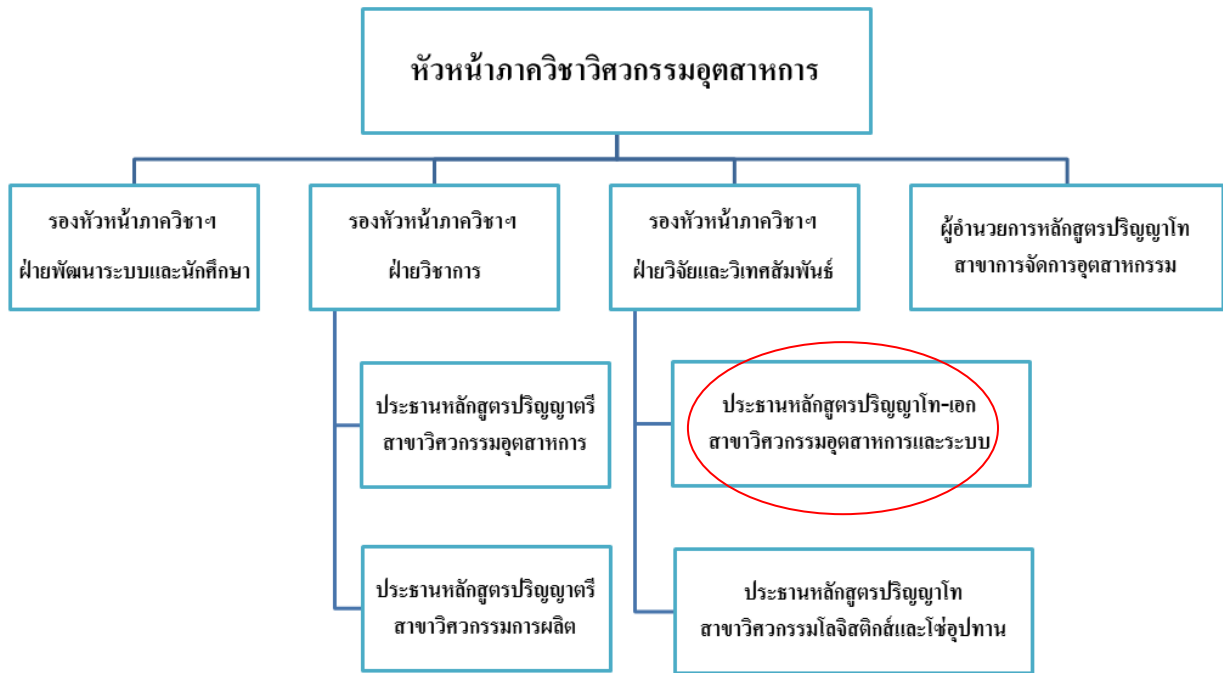 หัวหน้าภาควิชาวิศวกรรมอุตสาหการ
รองหัวหน้าภาควิชาฯ
ฝ่ายพัฒนาระบบและนักศึกษา
รองหัวหน้าภาควิชาฯ
ฝ่ายวิชาการ
รองหัวหน้าภาควิชาฯ
ฝ่ายวิจัยและวิเทศสัมพันธ์
ผู้อำนวยการหลักสูตรปริญญาโท
สาขาการจัดการอุตสาหกรรม
ประธานหลักสูตรปริญญาตรี
สาขาวิศวกรรมอุตสาหการ
ประธานหลักสูตรปริญญาโท-เอก
สาขาวิศวกรรมอุตสาหการและระบบ
ประธานหลักสูตรปริญญาตรี
สาขาวิศวกรรมการผลิต
ประธานหลักสูตรปริญญาโท
สาขาวิศวกรรมโลจิสติกส์และโซ่อุปทาน